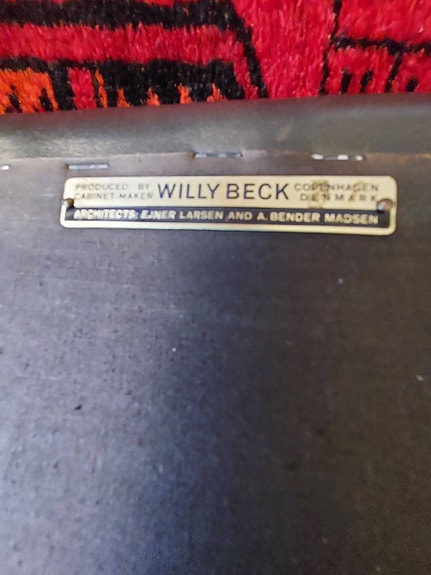 PRODUCED BY WILLY BECK COPENHAGEN
CABINET-MAKER DENMARK
ARCHITECTS: EJNER LARSEN AND A. BENDER MADSEN